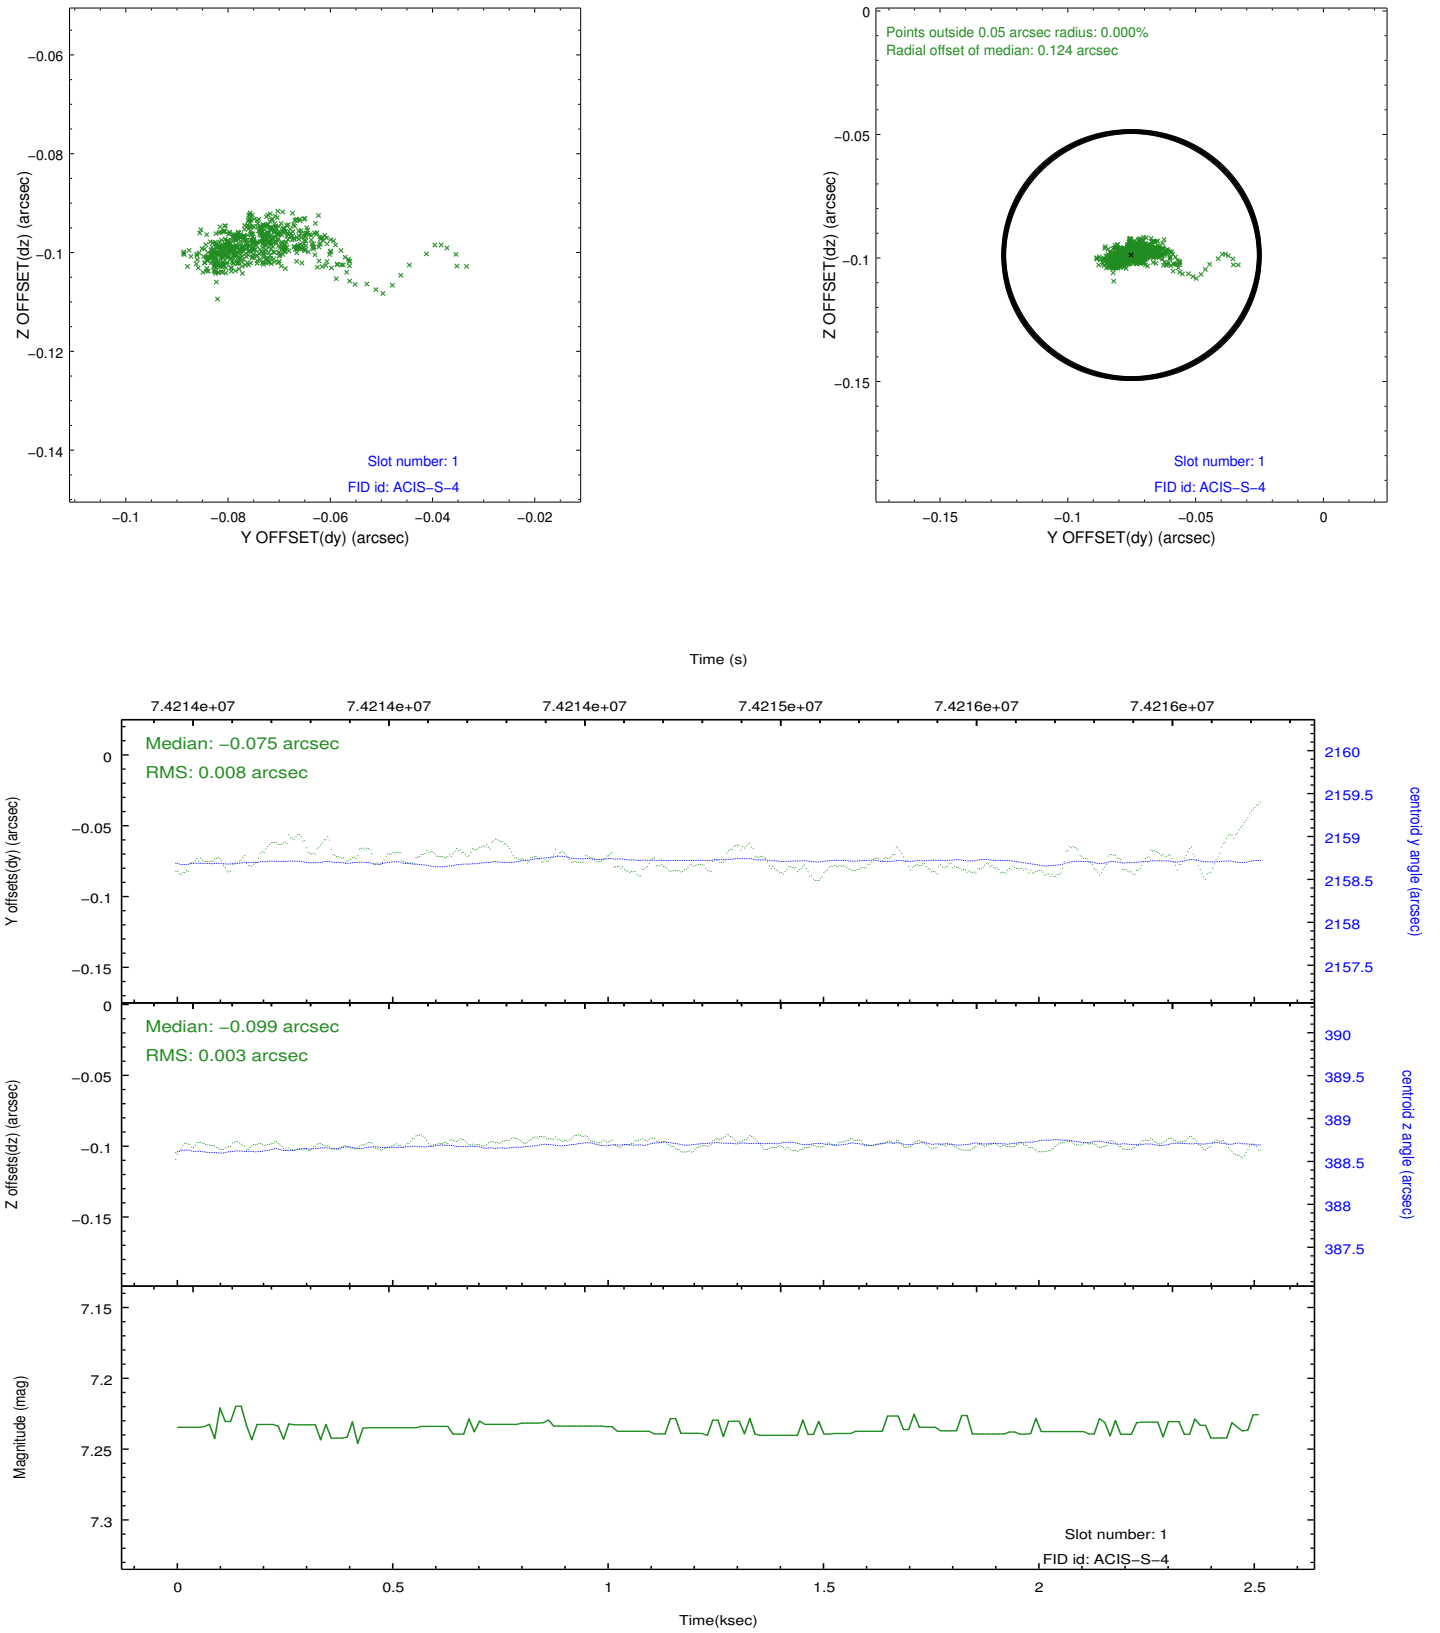 −0.06
−0.08
−0.1
−0.12
−0.14
Z OFFSET(dz) (arcsec)
Slot number: 1
FID id: ACIS−S−4
−0.1
−0.08
−0.06
−0.04
−0.02
Y OFFSET(dy) (arcsec)
Points outside 0.05 arcsec radius: 0.000%
Radial offset of median: 0.124 arcsec
0
−0.05
−0.1
−0.15
Z OFFSET(dz) (arcsec)
Slot number: 1
FID id: ACIS−S−4
−0.15
−0.1
−0.05
0
Y OFFSET(dy) (arcsec)
Time (s)
7.4214e+07
7.4214e+07
7.4214e+07
7.4215e+07
7.4216e+07
7.4216e+07
Median: −0.075 arcsec
RMS: 0.008 arcsec
0
−0.05
−0.1
−0.15
Y offsets(dy) (arcsec)
2160
2159.5
2159
2158.5
2158
2157.5
centroid y angle (arcsec)
Median: −0.099 arcsec
RMS: 0.003 arcsec
0
−0.05
−0.1
−0.15
Z offsets(dz) (arcsec)
390
389.5
389
388.5
388
387.5
centroid z angle (arcsec)
7.15
7.2
7.25
7.3
Magnitude (mag)
Slot number: 1
FID id: ACIS−S−4
0
0.5
1
1.5
2
2.5
Time(ksec)